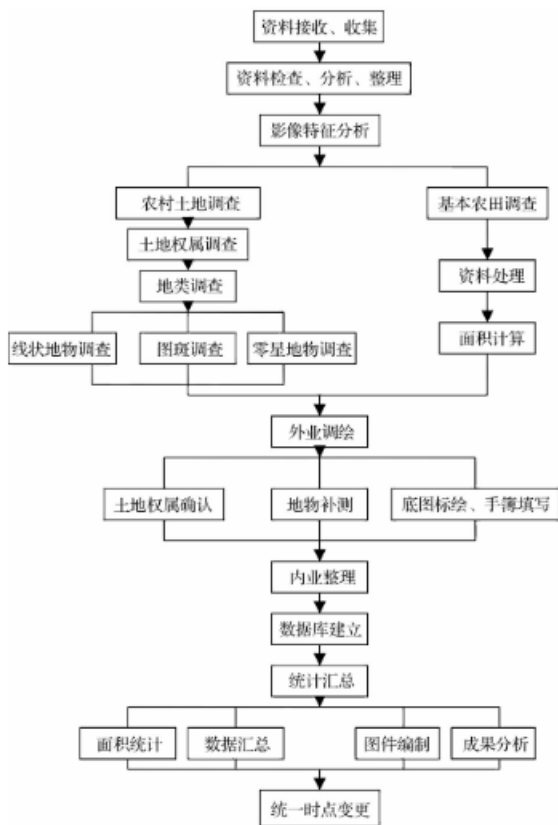 资料接收、收集
资料检查、分析、整理
影像特征分析
农村土地调查
基本农田调查
土地权属调查
资料处理
地类调查
线状地物调查
图斑调查
零星地物调查
面积计算
外业调绘
土地权属确认
地物补测
底图标绘、手簿填写
内业整理
数据库建立
统计汇总
面积统计
数据汇总
图件编制
成果分析
统一时点变更